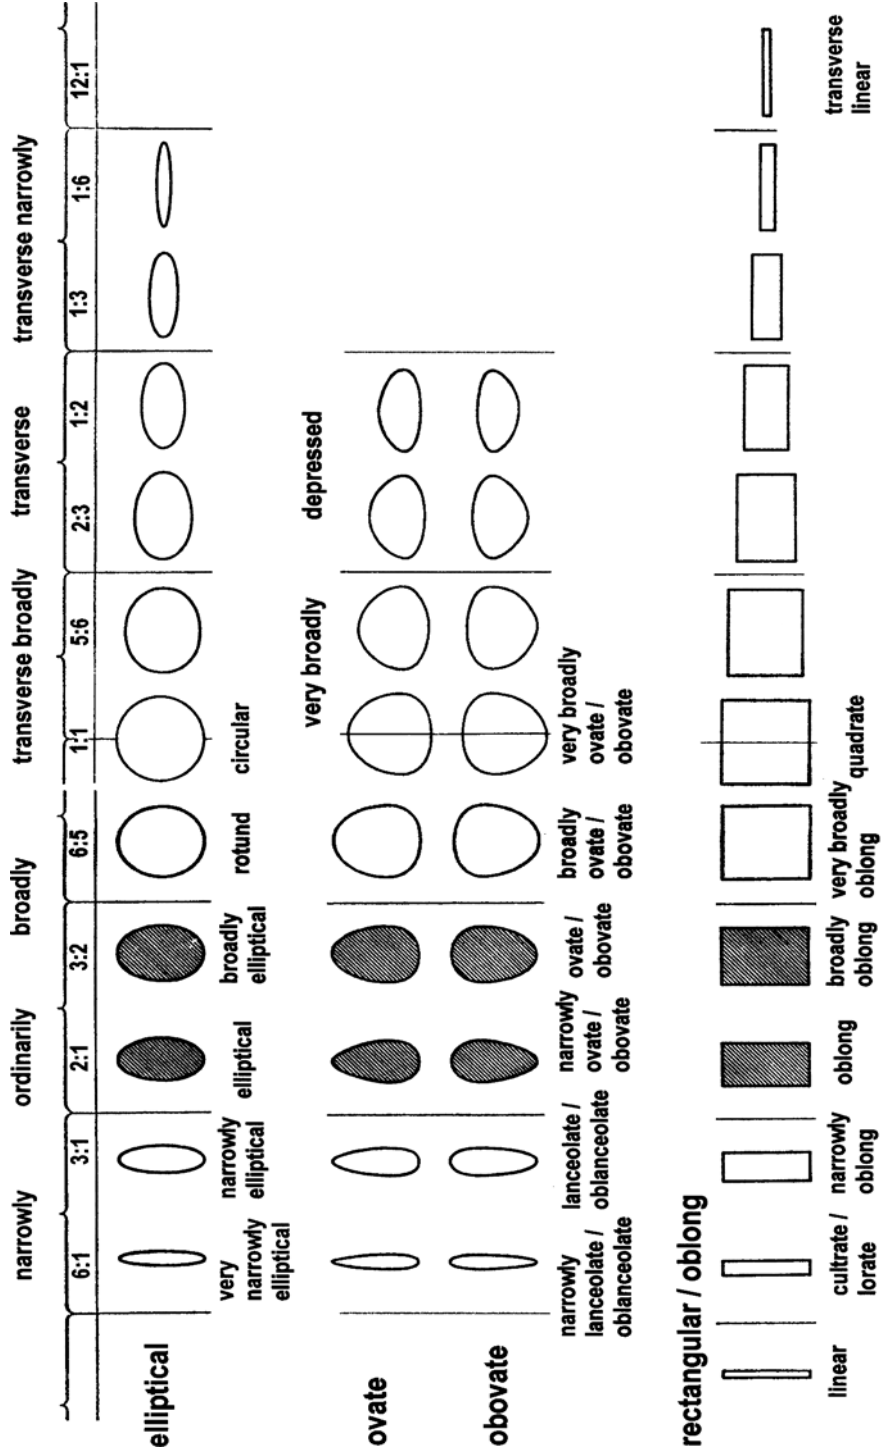 narrowly ordinarily broadly transverse broadly transverse transverse narrowly
6:1 3:1 2:1 3:2 6:5 1:1 5:6 2:3 1:2 1:3 1:6 12:1
elliptical
very
narrowly
elliptical
narrowly
elliptical
elliptical
broadly
elliptical
rotund
circular
very broadly
depressed
ovate
obovate
narrowly
lanceolate /
oblanceolate
lanceolate /
oblanceolate
narrowly
ovate /
obovate
ovate /
obovate
broadly
ovate /
obovate
very broadly
ovate /
obovate
rectangular / oblong
linear
cultrate /
lorate
narrowly
oblong
oblong
broadly
oblong
very broadly
oblong
quadrate
transverse
linear